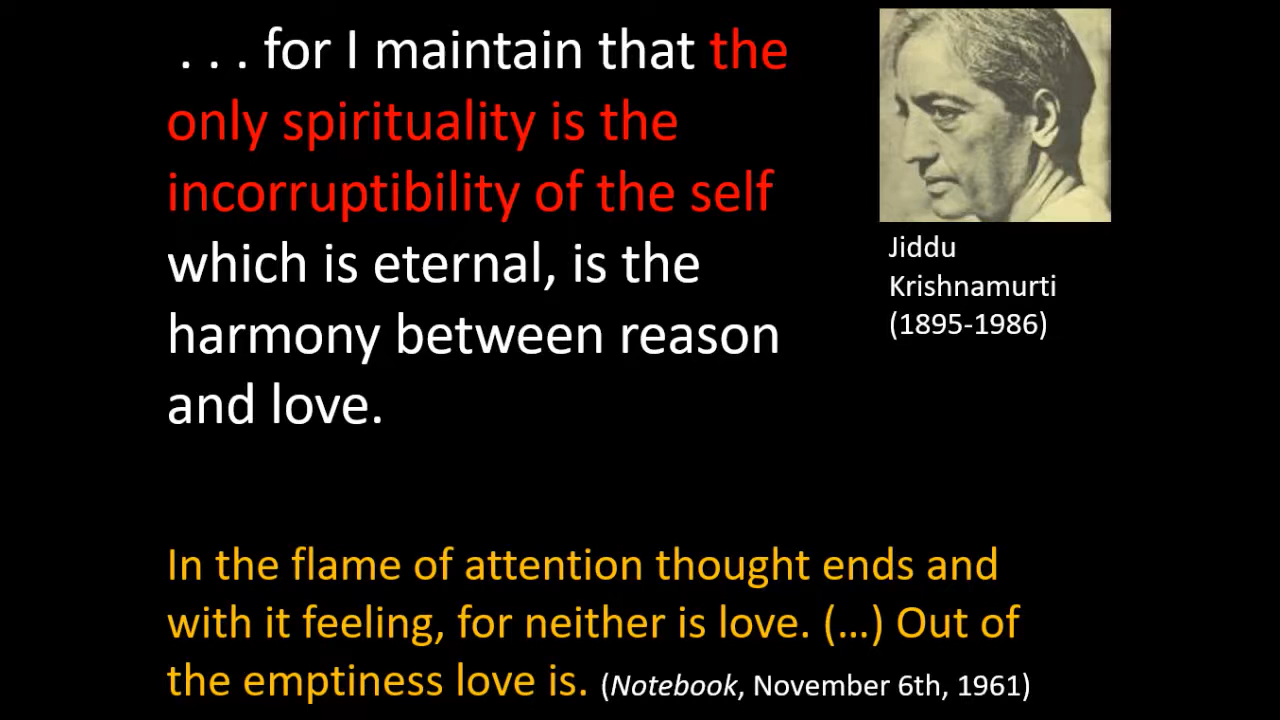 . . . for I maintain that the
only spirituality is the
incorruptibility of the self
which is eternal, is the
harmony between reason
and love.
Jiddu
Krishnamurti
(1895-1986)
In the flame of attention thought ends and
with it feeling, for neither is love. (…) Out of
the emptiness love is. (Notebook, November 6th, 1961)